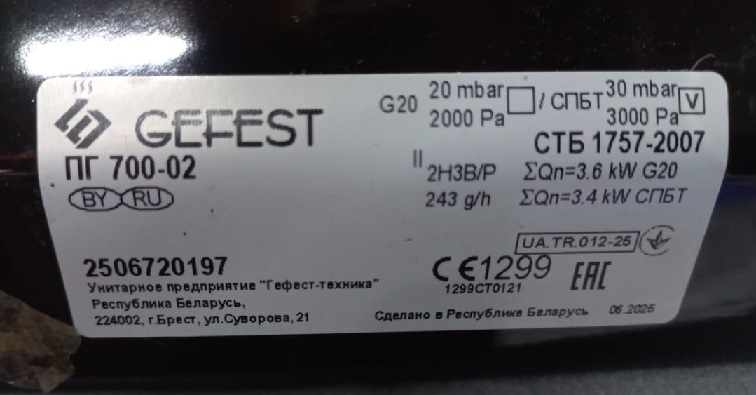 GEFEST
ПГ 700-02
BY RU
G20 20 mbar / СПБТ 30 mbar V
2000 Pa 3000 Pa
СТБ 1757-2007
II 2H3B/P ΣQn=3.6 kW G20
243 g/h ΣQn=3.4 kW СПБТ
UA.TR.012-25
2506720197
CE1299 EAC
1299CT0121
Унитарное предприятие "Гефест-техника"
Республика Беларусь,
224002, г.Брест, ул.Суворова, 21
Сделано в Республике Беларусь 06.2025